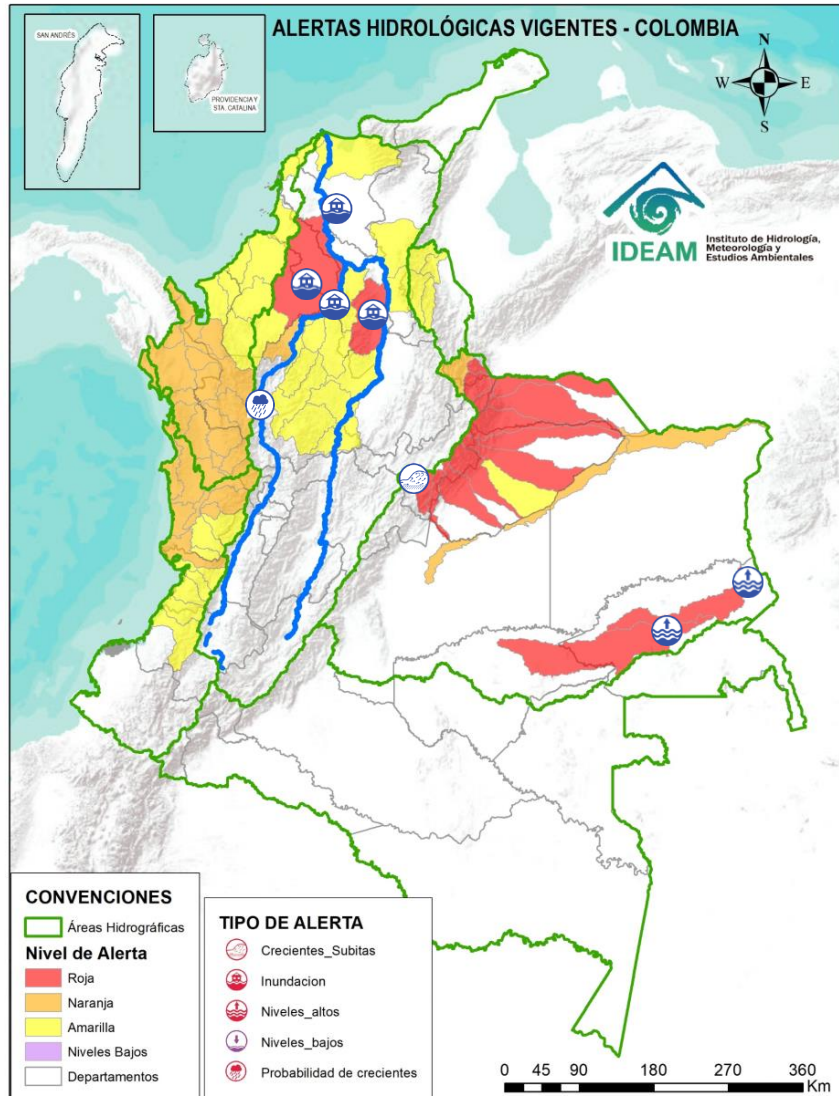 ALERTAS HIDROLÓGICAS VIGENTES - COLOMBIA
SAN ANDRÉS
PROVIDENCIA Y
STA. CATALINA
N
W
E
S
IDEAM
Instituto de Hidrología,
Meteorología y
Estudios Ambientales
CONVENCIONES
Áreas Hidrográficas
Nivel de Alerta
Roja
Naranja
Amarilla
Niveles Bajos
Departamentos
TIPO DE ALERTA
Crecientes_Subitas
Inundacion
Niveles_altos
Niveles_bajos
Probabilidad de crecientes
0 45 90 180 270 360
Km